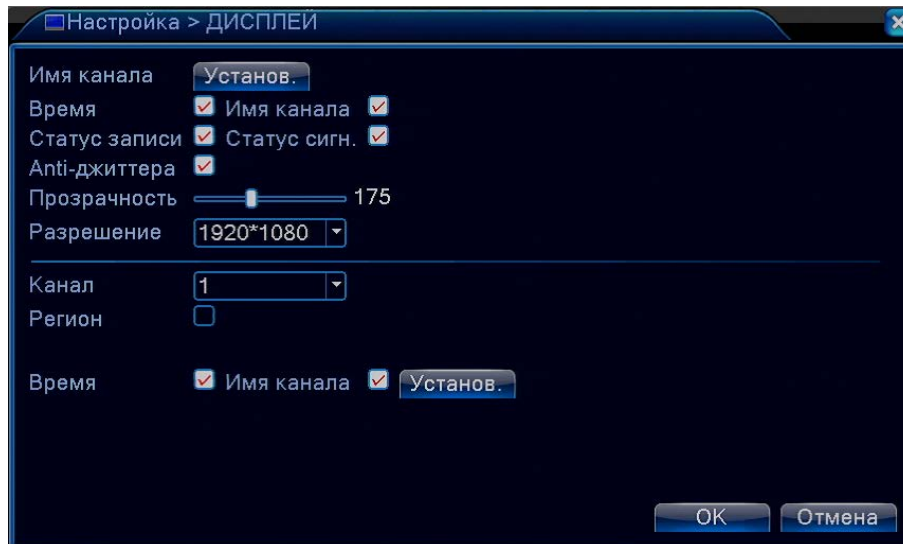 Настройка > ДИСПЛЕЙ
Имя канала Установ.
Время Имя канала
Статус записи Статус сигн.
Anti-джиттера
Прозрачность 175
Разрешение 1920*1080
Канал 1
Регион
Время Имя канала Установ.
OK Отмена